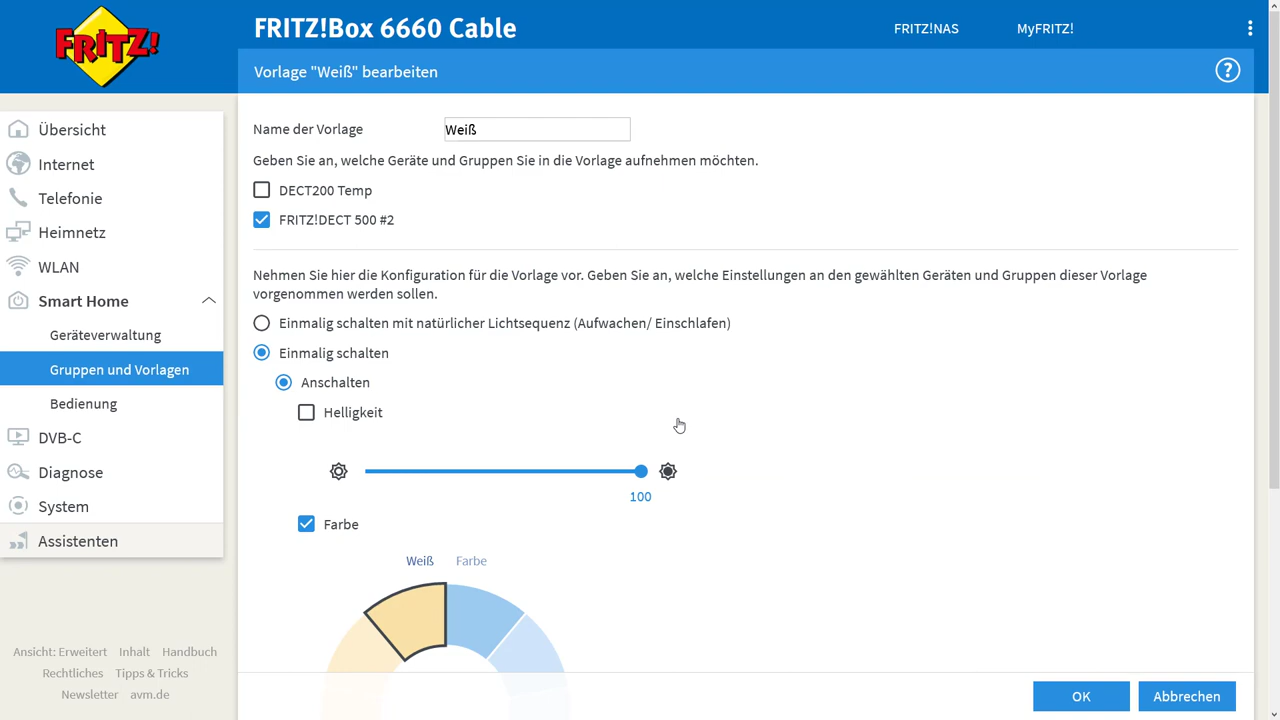 FRITZ!
FRITZ!Box 6660 Cable
FRITZ!NAS
MyFRITZ!
Vorlage "Weiß" bearbeiten
?
Übersicht
Internet
Telefonie
Heimnetz
WLAN
Smart Home
Geräteverwaltung
Gruppen und Vorlagen
Bedienung
DVB-C
Diagnose
System
Assistenten
Ansicht: Erweitert Inhalt Handbuch
Rechtliches Tipps & Tricks
Newsletter avm.de
Name der Vorlage Weiß
Geben Sie an, welche Geräte und Gruppen Sie in die Vorlage aufnehmen möchten.
DECT200 Temp
FRITZ!DECT 500 #2
Nehmen Sie hier die Konfiguration für die Vorlage vor. Geben Sie an, welche Einstellungen an den gewählten Geräten und Gruppen dieser Vorlage
vorgenommen werden sollen.
Einmalig schalten mit natürlicher Lichtsequenz (Aufwachen/ Einschlafen)
Einmalig schalten
Anschalten
Helligkeit
100
Farbe
Weiß Farbe
OK Abbrechen